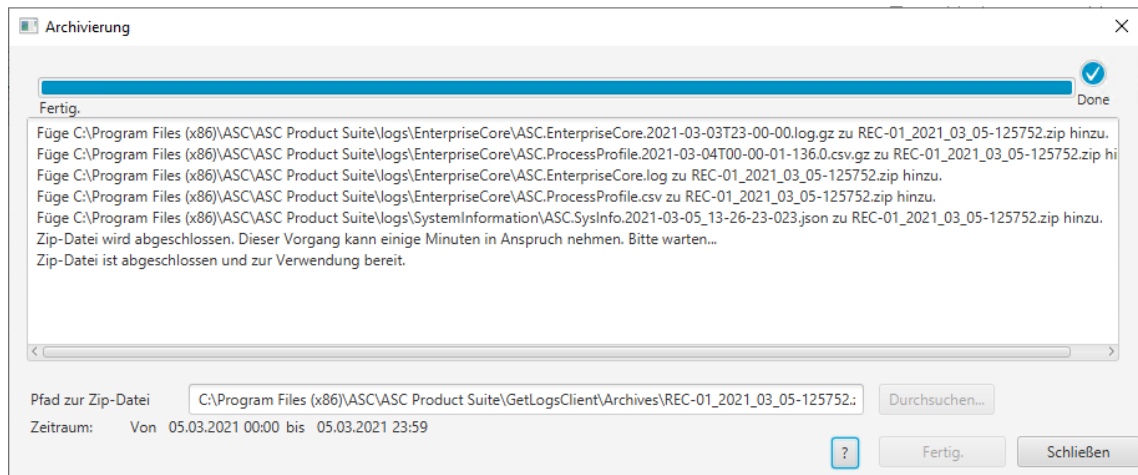 Archivierung
Done
Fertig.
Füge C:\Program Files (x86)\ASC\ASC Product Suite\logs\EnterpriseCore\ASC.EnterpriseCore.2021-03-03T23-00-00.log.gz zu REC-01_2021_03_05-125752.zip hinzu.
Füge C:\Program Files (x86)\ASC\ASC Product Suite\logs\EnterpriseCore\ASC.ProcessProfile.2021-03-04T00-00-01-136.0.csv.gz zu REC-01_2021_03_05-125752.zip hi
Füge C:\Program Files (x86)\ASC\ASC Product Suite\logs\EnterpriseCore\ASC.EnterpriseCore.log zu REC-01_2021_03_05-125752.zip hinzu.
Füge C:\Program Files (x86)\ASC\ASC Product Suite\logs\EnterpriseCore\ASC.ProcessProfile.csv zu REC-01_2021_03_05-125752.zip hinzu.
Füge C:\Program Files (x86)\ASC\ASC Product Suite\logs\SystemInformation\ASC.SysInfo.2021-03-05_13-26-23-023.json zu REC-01_2021_03_05-125752.zip hinzu.
Zip-Datei wird abgeschlossen. Dieser Vorgang kann einige Minuten in Anspruch nehmen. Bitte warten...
Zip-Datei ist abgeschlossen und zur Verwendung bereit.
Pfad zur Zip-Datei C:\Program Files (x86)\ASC\ASC Product Suite\GetLogsClient\Archives\REC-01_2021_03_05-125752. Durchsuchen...
Zeitraum: Von 05.03.2021 00:00 bis 05.03.2021 23:59
? Fertig. Schließen